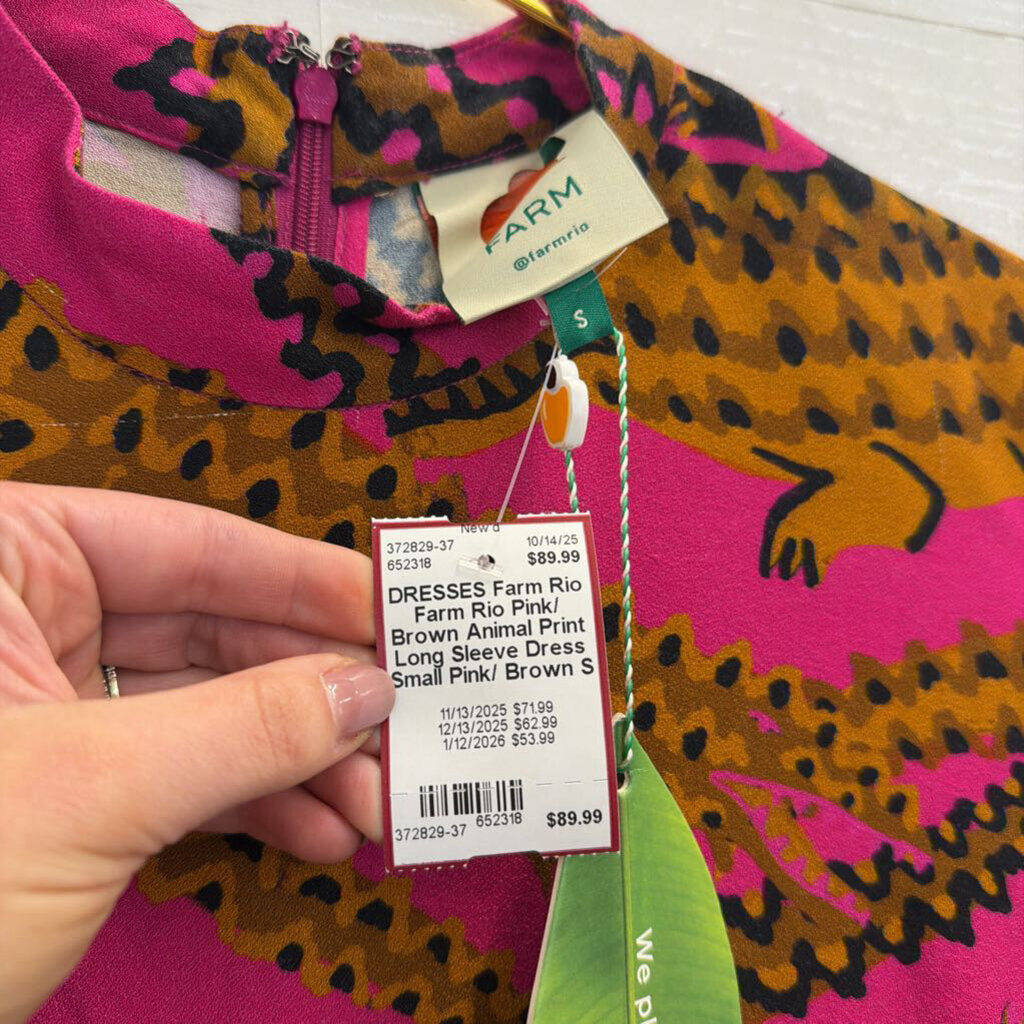 FARM
@farmrio
S
372829-37
652318
10/14/25
$89.99
DRESSES Farm Rio
Farm Rio Pink/
Brown Animal Print
Long Sleeve Dress
Small Pink/ Brown S
11/13/2025 $71.99
12/13/2025 $62.99
1/12/2026 $53.99
652318
372829-37
$89.99
we pl